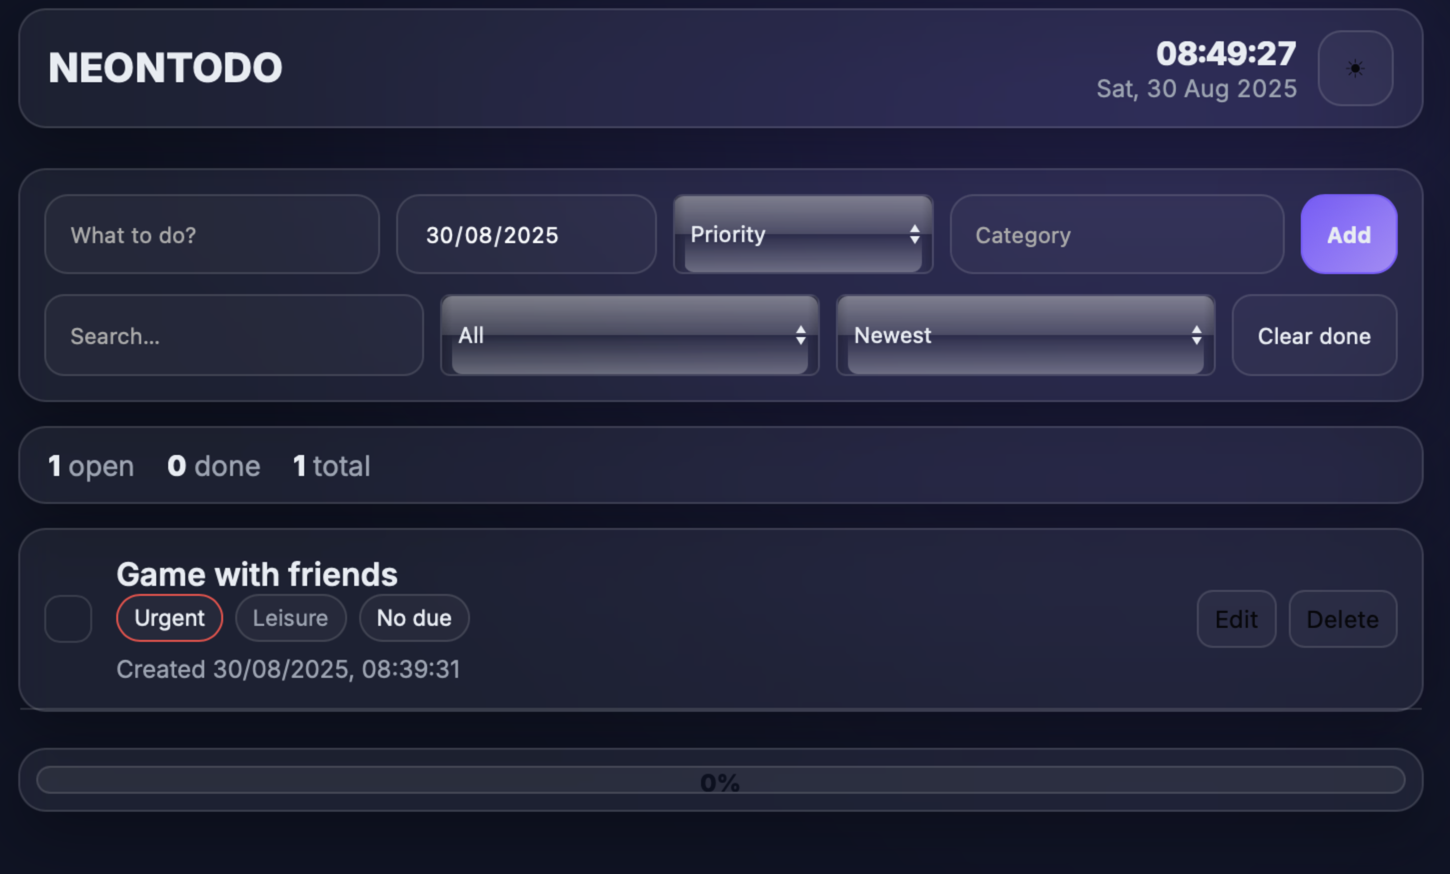 NEONTODO
08:49:27
Sat, 30 Aug 2025
What to do?
30/08/2025
Priority
Category
Add
Search...
All
Newest
Clear done
1 open 0 done 1 total
Game with friends
Urgent Leisure No due
Created 30/08/2025, 08:39:31
Edit Delete
0%